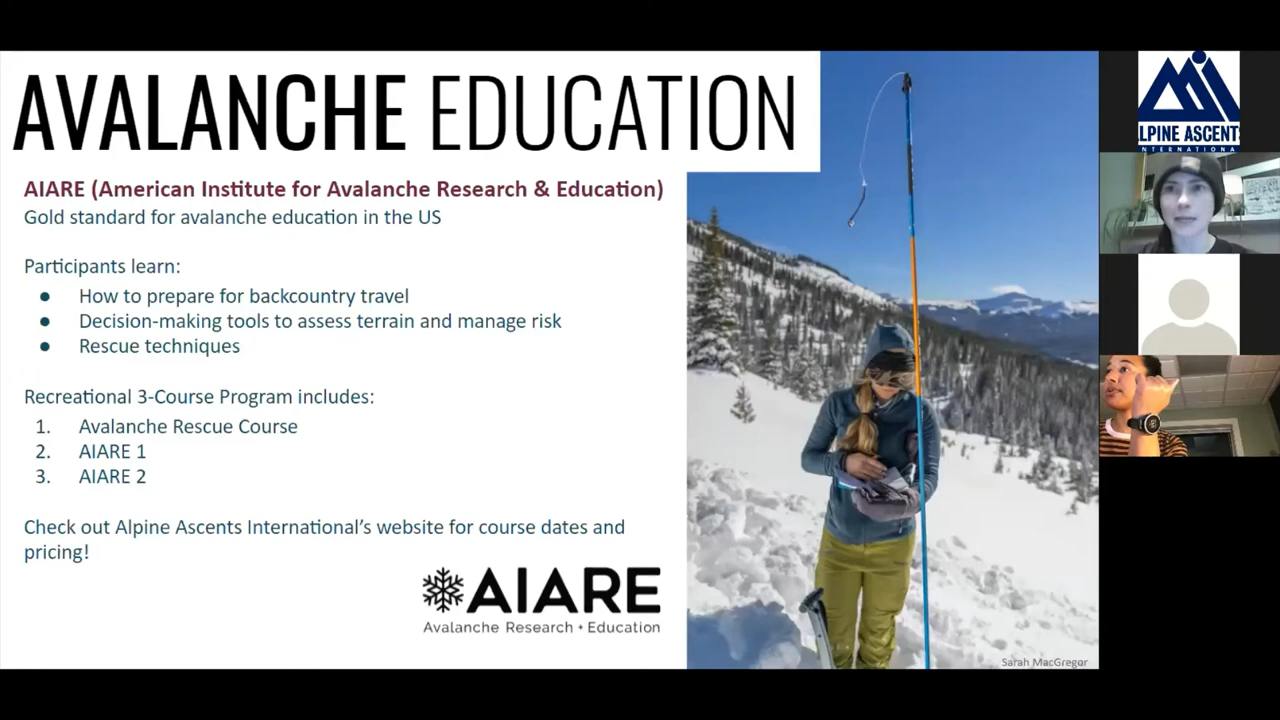 AVALANCHE EDUCATION
AIARE (American Institute for Avalanche Research & Education)
Gold standard for avalanche education in the US
Participants learn:
● How to prepare for backcountry travel
● Decision-making tools to assess terrain and manage risk
● Rescue techniques
Recreational 3-Course Program includes:
1. Avalanche Rescue Course
2. AIARE 1
3. AIARE 2
Check out Alpine Ascents International’s website for course dates and
pricing!
AIARE
Avalanche Research + Education
Sarah MacGregor
LPINE ASCENT
NTERNATIONA